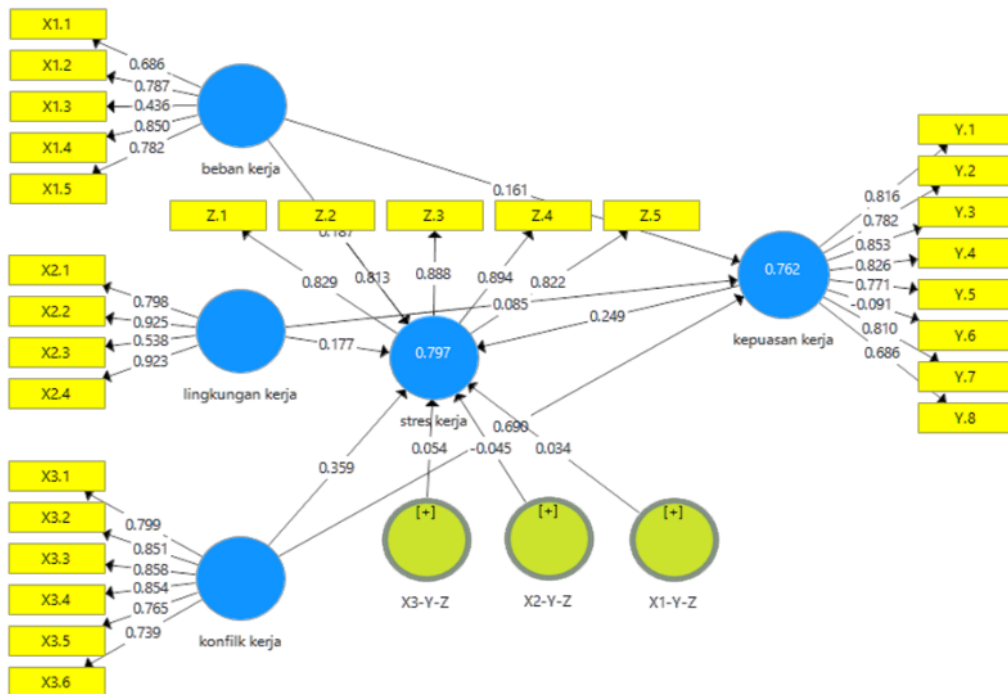 X1.1
X1.2
X1.3
X1.4
X1.5
0.686
0.787
0.436
0.850
0.782
beban kerja
0.161
0.187
Z.1
Z.2
Z.3
Z.4
Z.5
0.829
0.813
0.888
0.894
0.822
X2.1
X2.2
X2.3
X2.4
0.798
0.925
0.538
0.923
lingkungan kerja
0.177
0.085
0.249
0.797
stres kerja
0.762
kepuasan kerja
Y.1
Y.2
Y.3
Y.4
Y.5
Y.6
Y.7
Y.8
0.816
0.782
0.853
0.826
0.771
-0.091
0.810
0.686
X3.1
X3.2
X3.3
X3.4
X3.5
X3.6
0.799
0.851
0.858
0.854
0.765
0.739
konfilk kerja
0.359
0.690
0.054
-0.045
0.034
[+]
[+]
[+]
X3-Y-Z
X2-Y-Z
X1-Y-Z